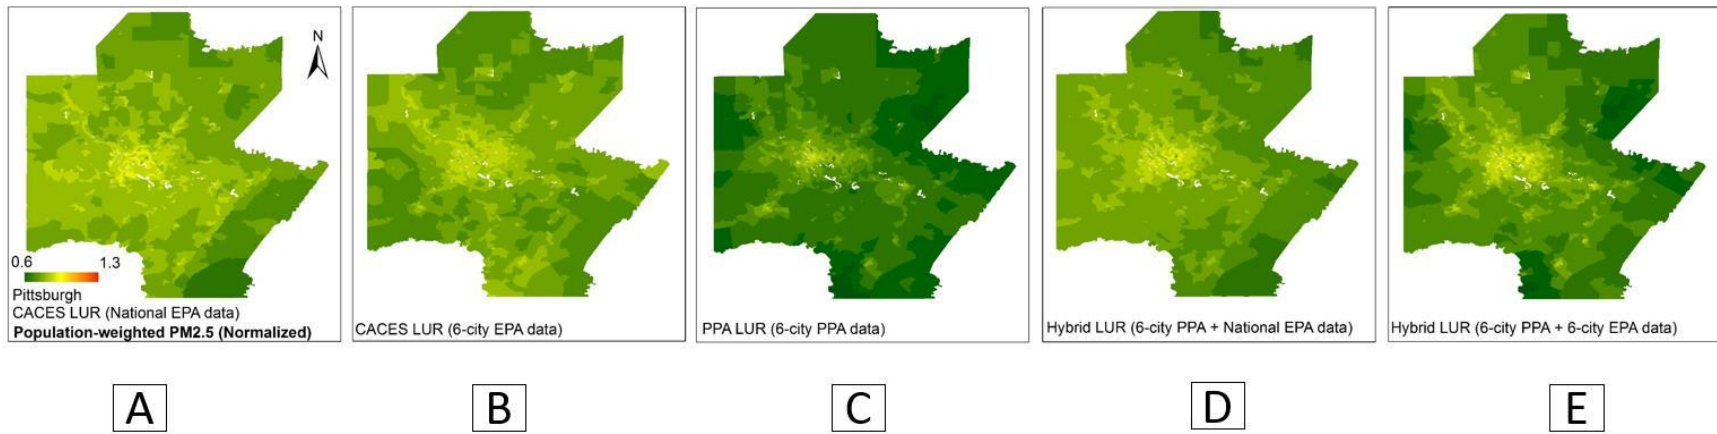 N
0.6
1.3
Pittsburgh
CACES LUR (National EPA data)
Population-weighted PM2.5 (Normalized)
CACES LUR (6-city EPA data)
PPA LUR (6-city PPA data)
Hybrid LUR (6-city PPA + National EPA data)
Hybrid LUR (6-city PPA + 6-city EPA data)
A
B
C
D
E